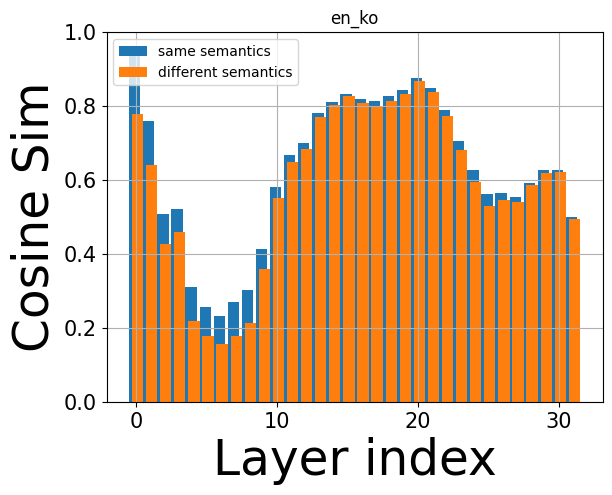 en_ko
same semantics
different semantics
Cosine Sim
1.0
0.8
0.6
0.4
0.2
0.0
0 10 20 30
Layer index